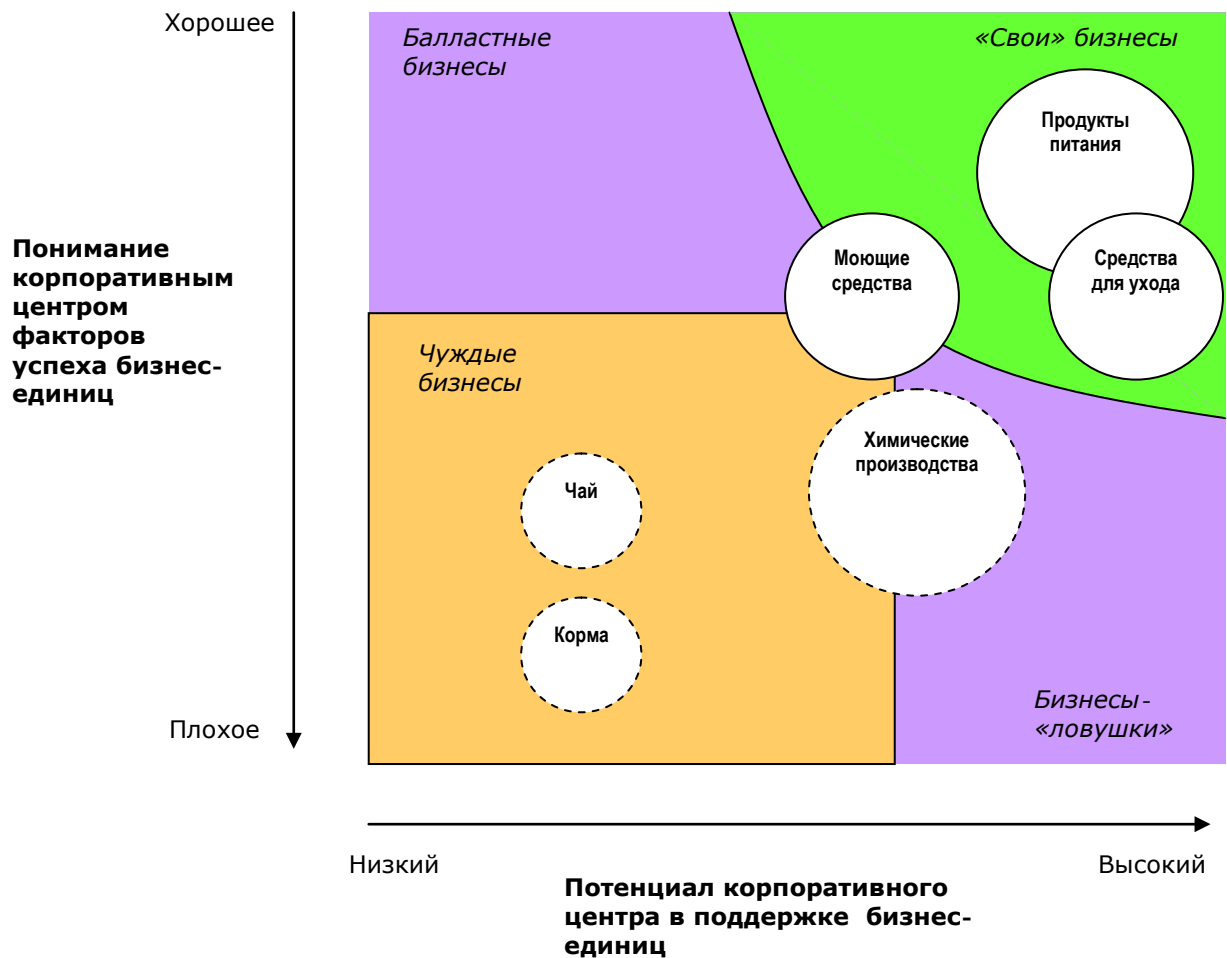 Хорошее
Балластные
бизнесы
«Свои» бизнесы
Продукты
питания
Понимание
корпоративным
центром
факторов
успеха бизнес-
единиц
Моющие
средства
Средства
для ухода
Чуждые
бизнесы
Химические
производства
Чай
Корма
Плохое
Бизнесы-
«ловушки»
Низкий
Высокий
Потенциал корпоративного
центра в поддержке бизнес-
единиц